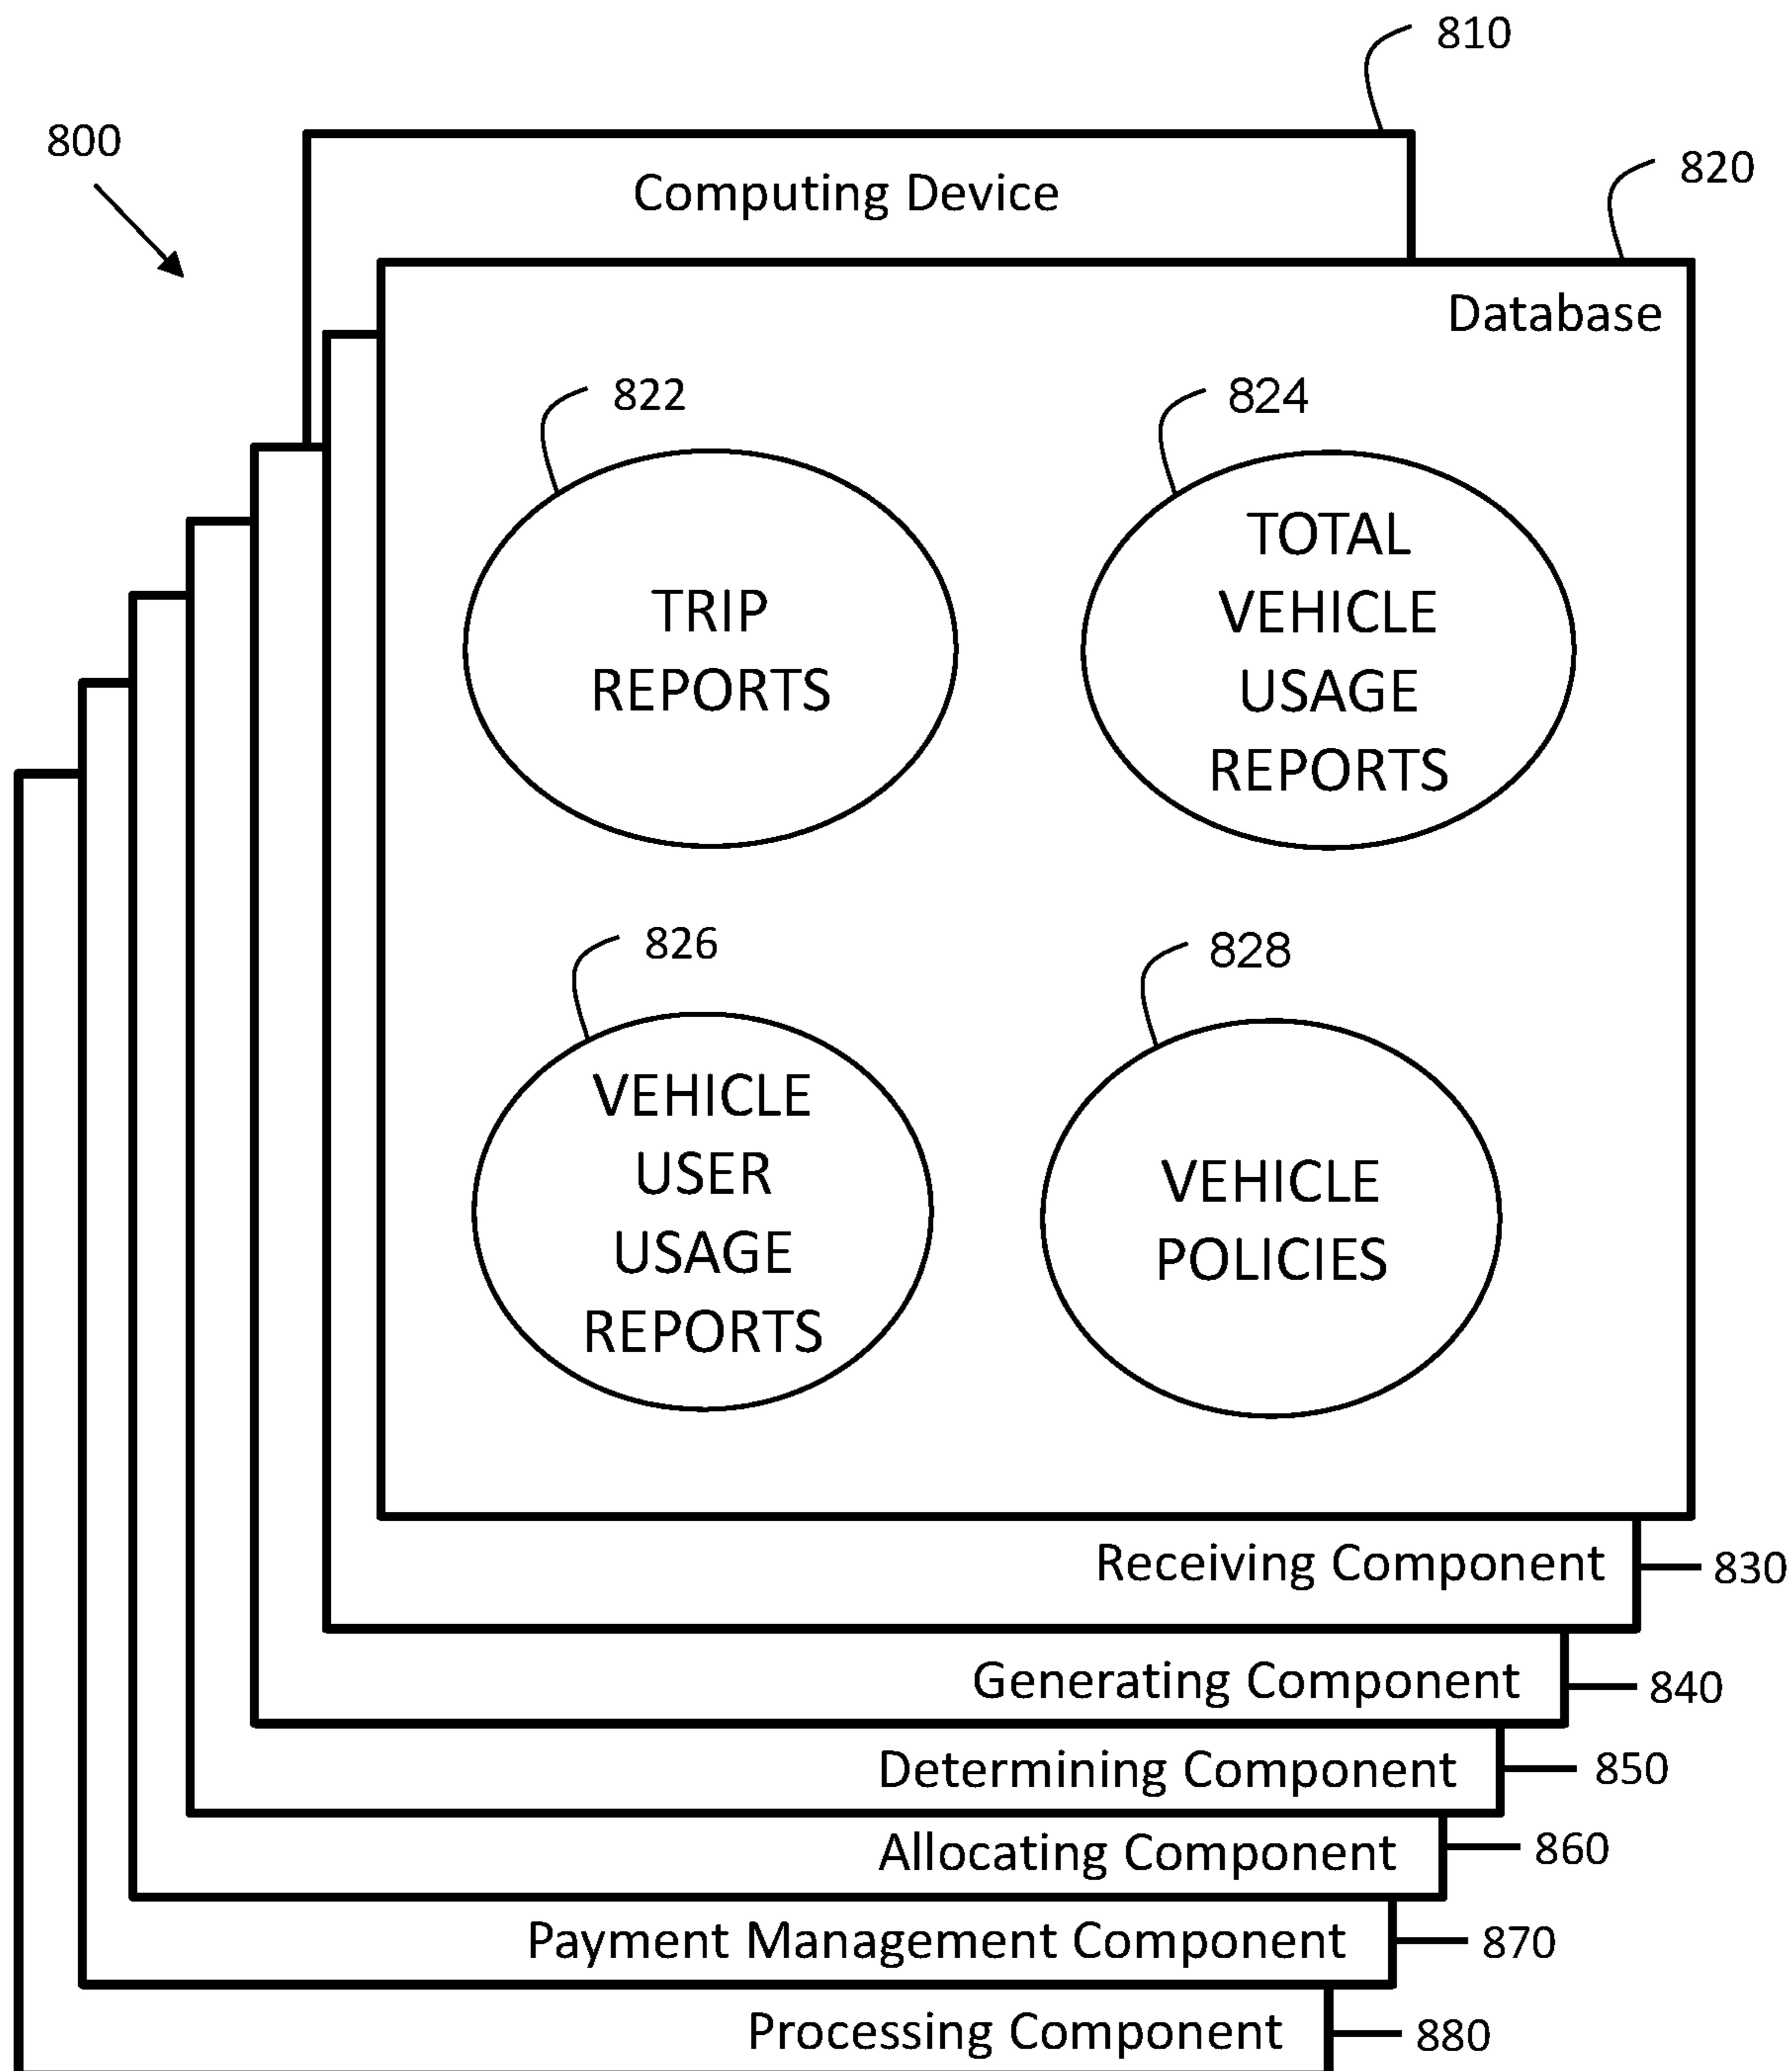 810
800
820
Computing Device
Database
822
824
TRIP
REPORTS
TOTAL
VEHICLE
USAGE
REPORTS
826
828
VEHICLE
USER
USAGE
REPORTS
VEHICLE
POLICIES
Receiving Component
830
Generating Component
840
Determining Component
850
Allocating Component
860
Payment Management Component
870
Processing Component
880